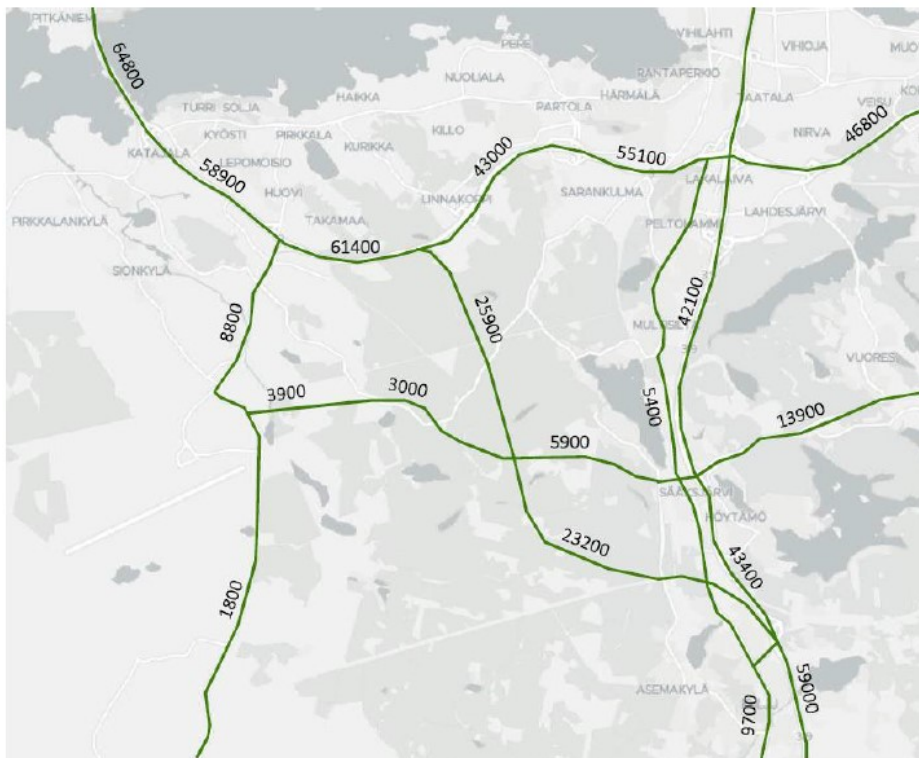 PITKÄNIEMI
VIHILAHTI
VIHIOJA
PERE
NUOLIALA
RANTAPERKIÖ
64800
HAIKKA
HÄRMÄLÄ
TAATALA
VEISU
TURRI SOLJA
PARTOLA
KYÖSTI
PIRKKALA
KILLO
NIRVA
46800
KATAJALA
KURIKKA
43000
55100
LEPOMOISIO
58900
HUOVI
LINNAKORPI
SARANKULMA
LAKALAIVA
PIRKKALANKYLÄ
TAKAMAA
PELTOLAMMI
LAHDESJÄRVI
61400
SIONKYLÄ
8800
25900
42100
MULTISILTA
VUORES
3900
3000
5400
13900
5900
SÄÄKSJÄRVI
HÖYTÄMÖ
23200
43400
1800
ASEMAKYLÄ
9700
59000